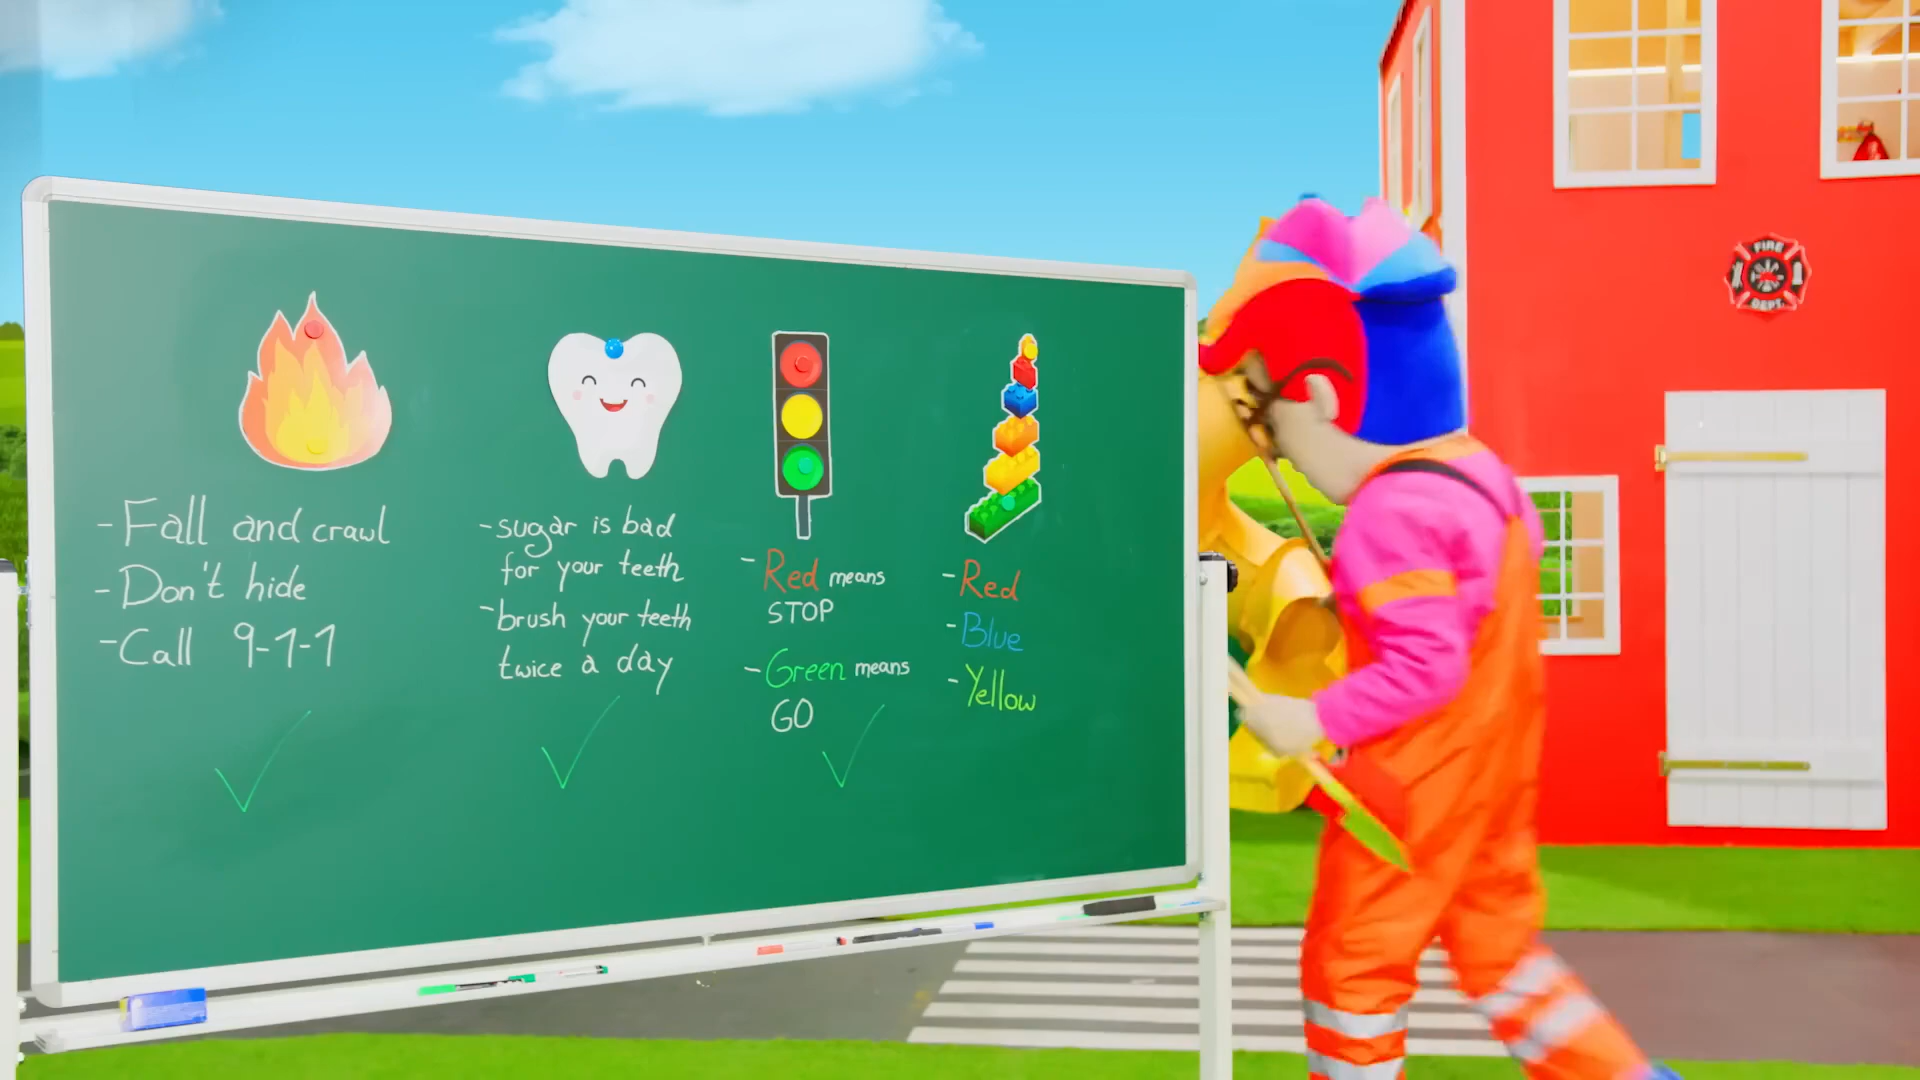 - Fall and crawl
- Don't hide
- Call 9-1-1
- sugar is bad
for your teeth
- brush your teeth
twice a day
- Red means
STOP
- Green means
GO
- Red
- Blue
- Yellow
FIRE
DEPT.